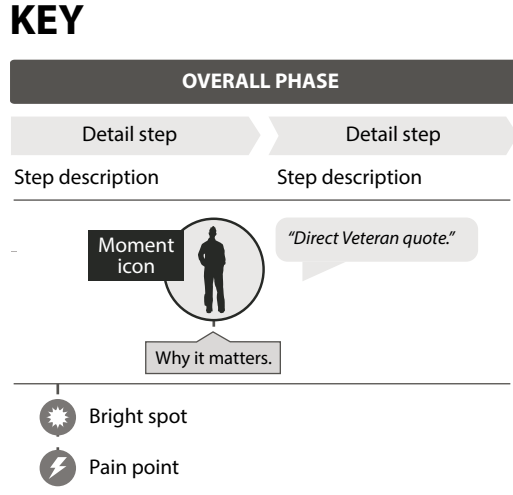 KEY
OVERALL PHASE
Detail step
Detail step
Step description
Step description
Moment
icon
“Direct Veteran quote.”
Why it matters.
Bright spot
Pain point